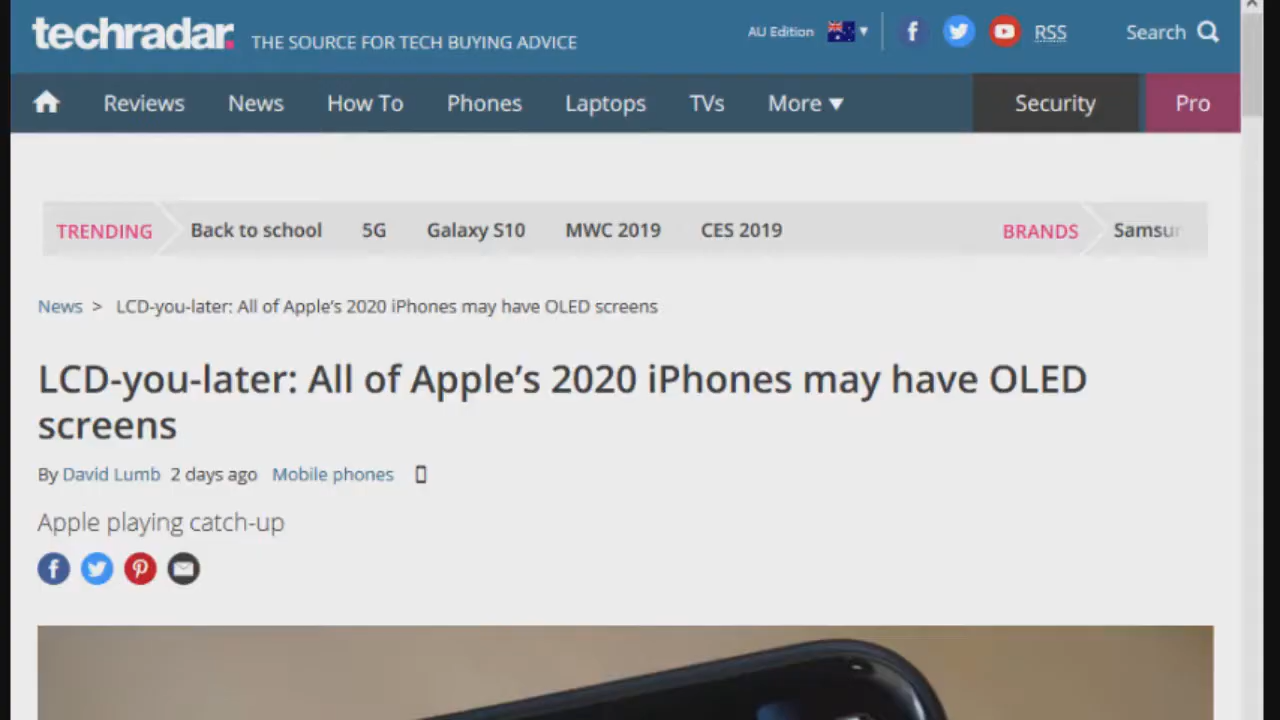 techradar. THE SOURCE FOR TECH BUYING ADVICE AU Edition RSS Search
Reviews News How To Phones Laptops TVs More Security Pro
TRENDING Back to school 5G Galaxy S10 MWC 2019 CES 2019 BRANDS
News > LCD-you-later: All of Apple's 2020 iPhones may have OLED screens
LCD-you-later: All of Apple’s 2020 iPhones may have OLED
screens
By David Lumb 2 days ago Mobile phones
Apple playing catch-up